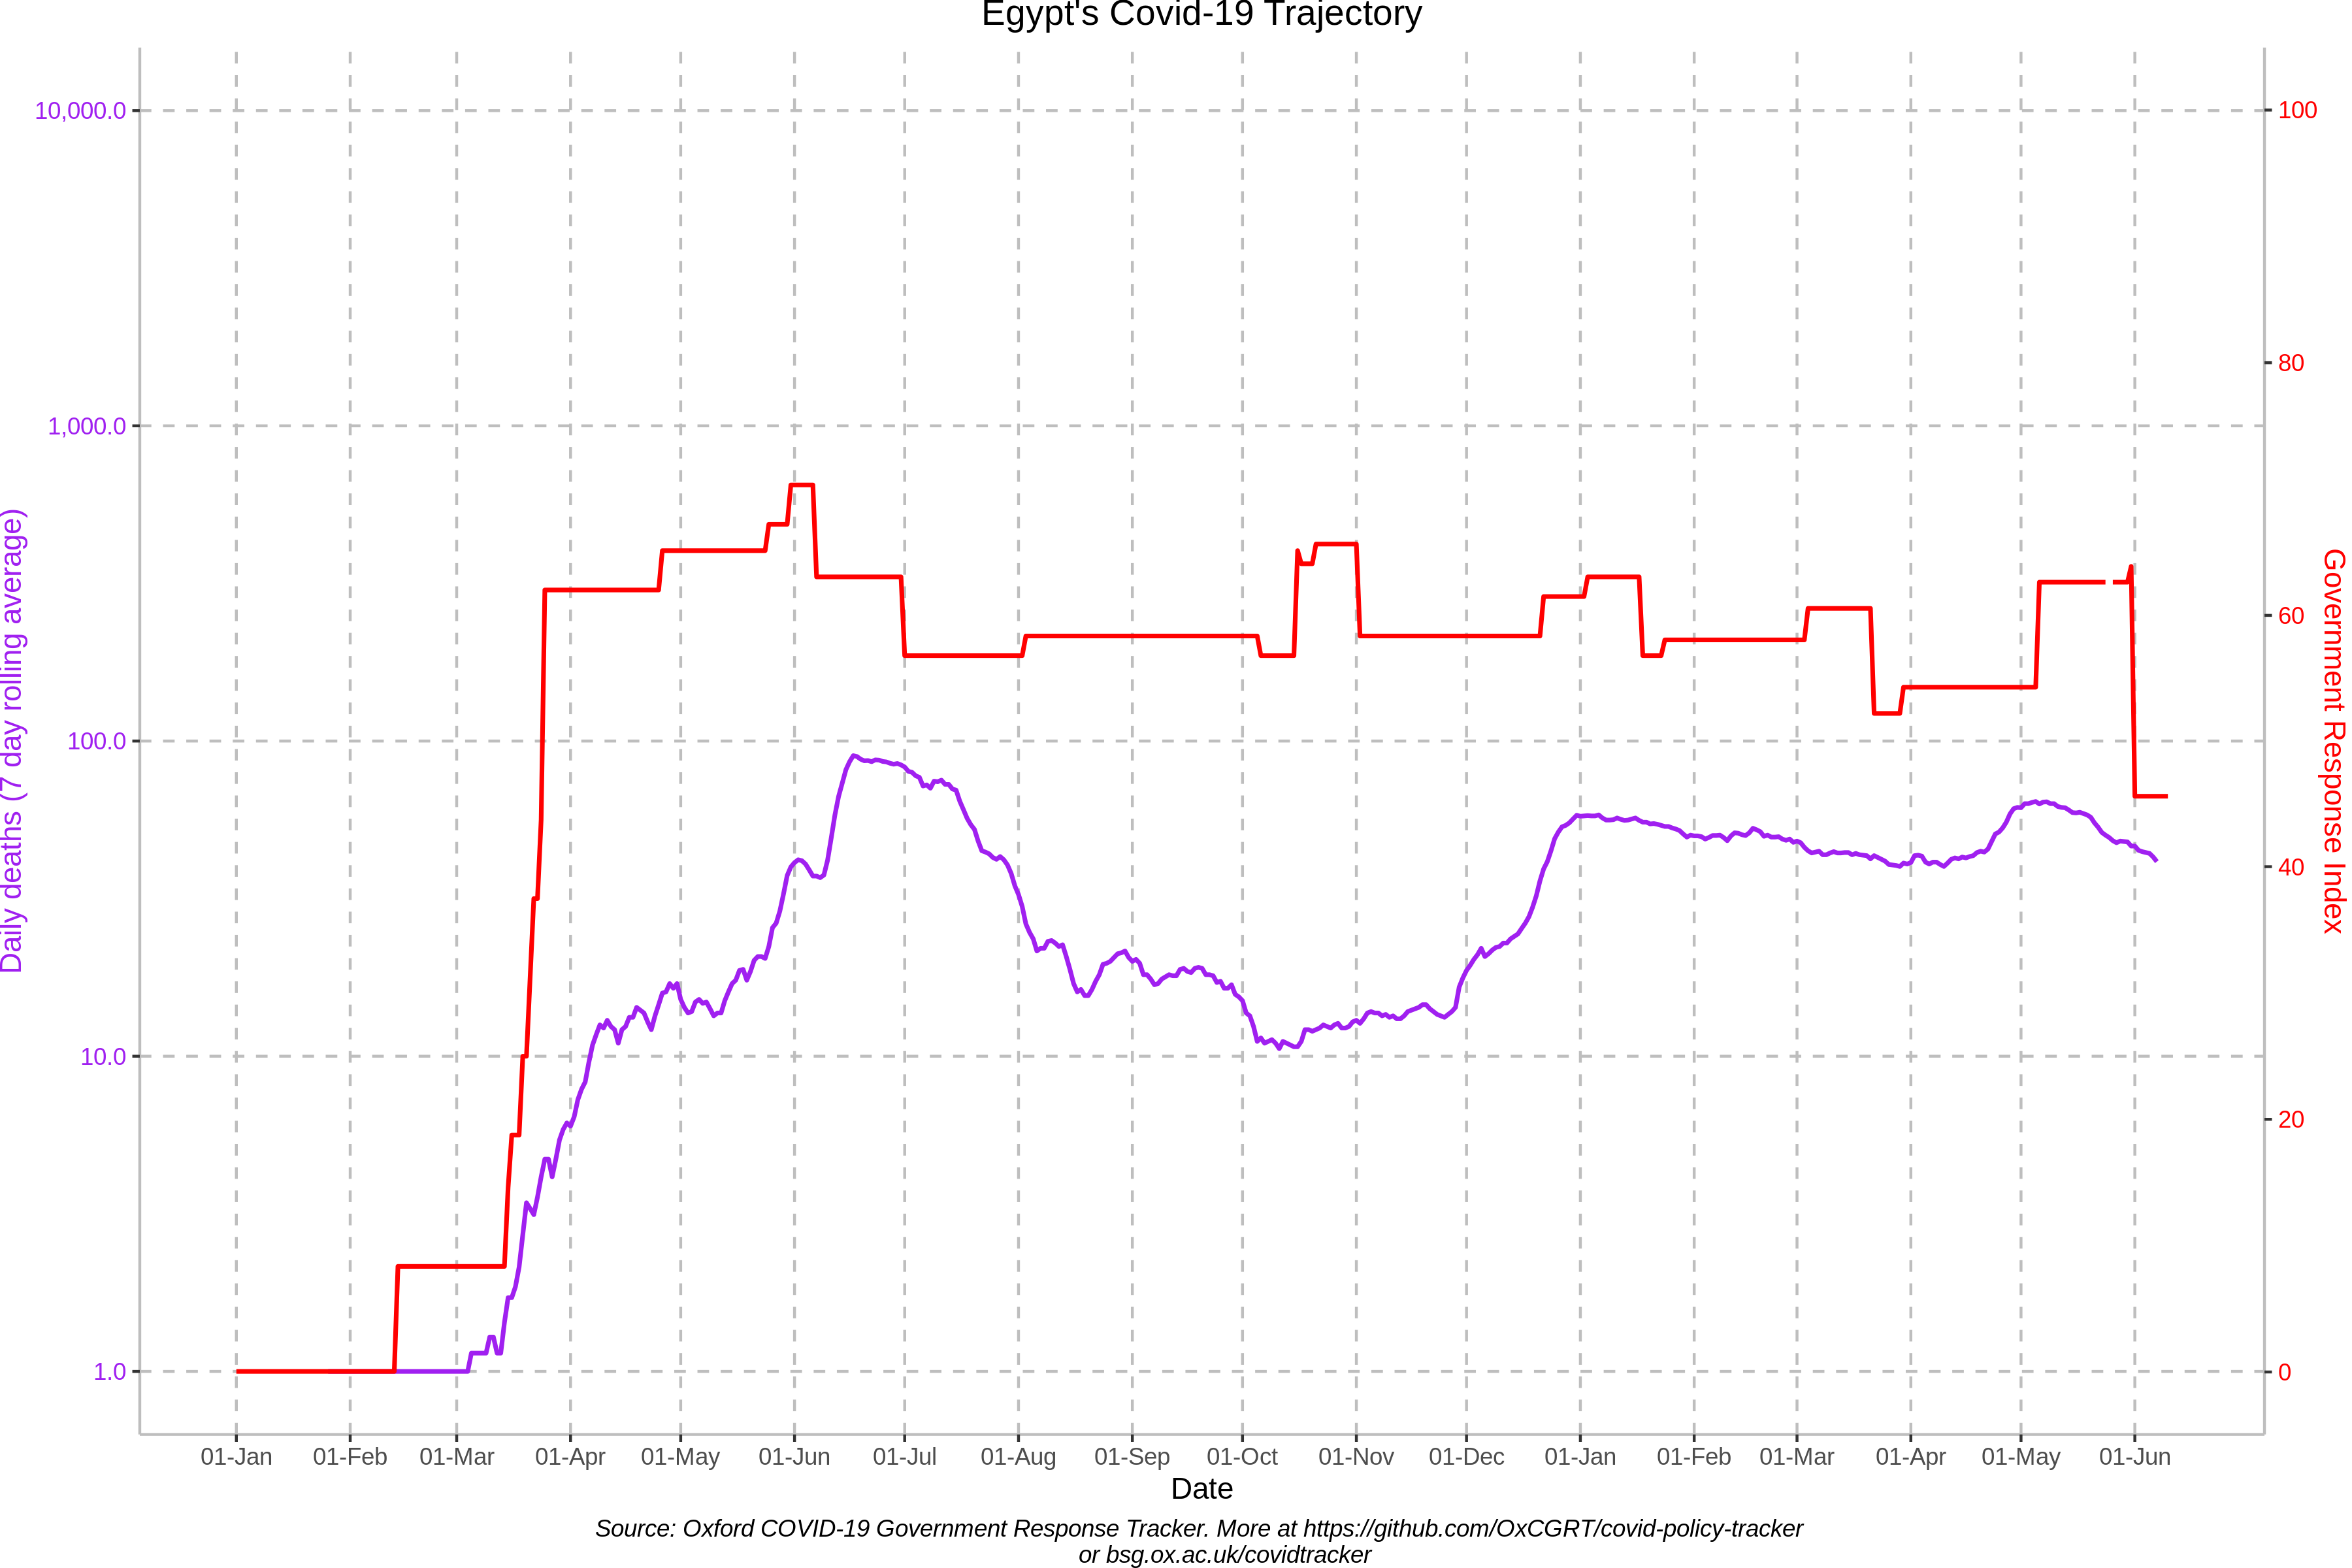 Egypt's Covid-19 Trajectory
10,000.0
1,000.0
100.0
10.0
1.0
Daily deaths (7 day rolling average)
100
80
60
40
20
0
Government Response Index
01-Jan 01-Feb 01-Mar 01-Apr 01-May 01-Jun 01-Jul 01-Aug 01-Sep 01-Oct 01-Nov 01-Dec 01-Jan 01-Feb 01-Mar 01-Apr 01-May 01-Jun
Date
Source: Oxford COVID-19 Government Response Tracker. More at https://github.com/OxCGRT/covid-policy-tracker
or bsg.ox.ac.uk/covidtracker